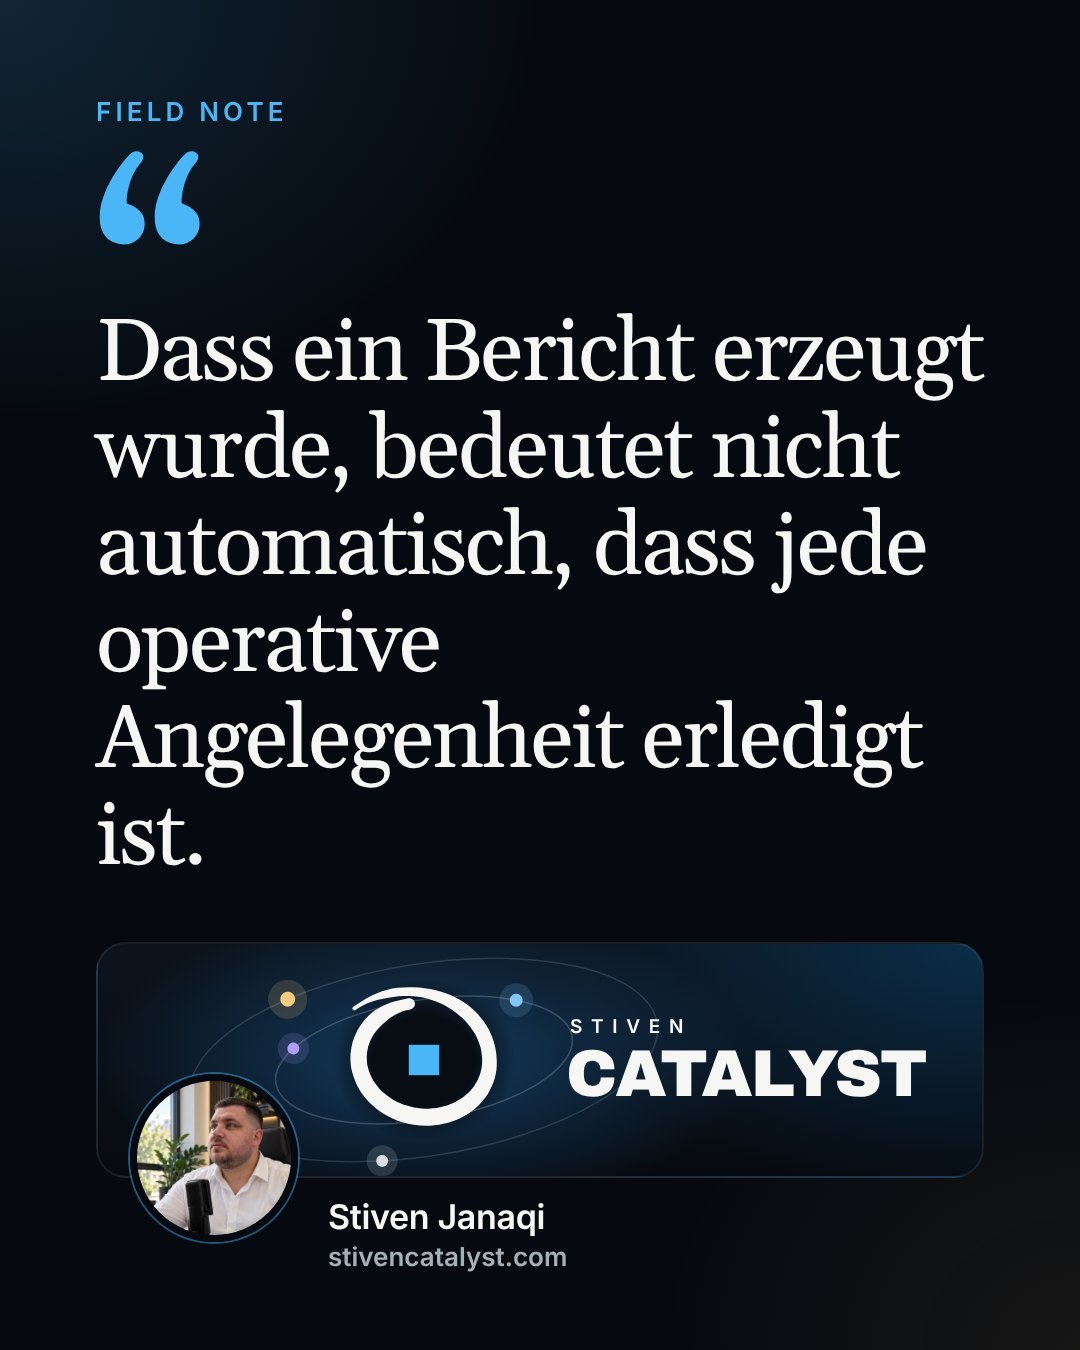 FIELD NOTE
“
Dass ein Bericht erzeugt
wurde, bedeutet nicht
automatisch, dass jede
operative
Angelegenheit erledigt
ist.
STIVEN
CATALYST
Stiven Janaqi
stivencatalyst.com